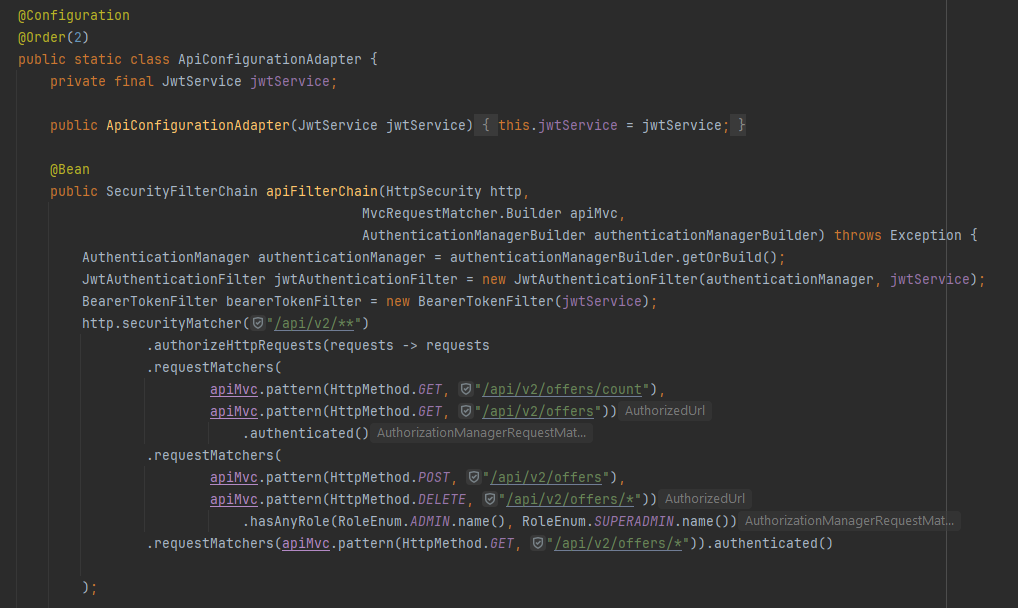 @Configuration
@Order(2)
public static class ApiConfigurationAdapter {
private final JwtService jwtService;
public ApiConfigurationAdapter(JwtService jwtService) { this.jwtService = jwtService; }
@Bean
public SecurityFilterChain apiFilterChain(HttpSecurity http,
MvcRequestMatcher.Builder apiMvc,
AuthenticationManagerBuilder authenticationManagerBuilder) throws Exception {
AuthenticationManager authenticationManager = authenticationManagerBuilder.getOrBuild();
JwtAuthenticationFilter jwtAuthenticationFilter = new JwtAuthenticationFilter(authenticationManager, jwtService);
BearerTokenFilter bearerTokenFilter = new BearerTokenFilter(jwtService);
http.securityMatcher("/api/v2/**")
.authorizeHttpRequests(requests -> requests
.requestMatchers(
apiMvc.pattern(HttpMethod.GET, "/api/v2/offers/count"),
apiMvc.pattern(HttpMethod.GET, "/api/v2/offers")) AuthorizedUrl
.authenticated() AuthorizationManagerRequestMat...
.requestMatchers(
apiMvc.pattern(HttpMethod.POST, "/api/v2/offers"),
apiMvc.pattern(HttpMethod.DELETE, "/api/v2/offers/*")) AuthorizedUrl
.hasAnyRole(RoleEnum.ADMIN.name(), RoleEnum.SUPERADMIN.name()) AuthorizationManagerRequestMat...
.requestMatchers(apiMvc.pattern(HttpMethod.GET, "/api/v2/offers/*")).authenticated()
);